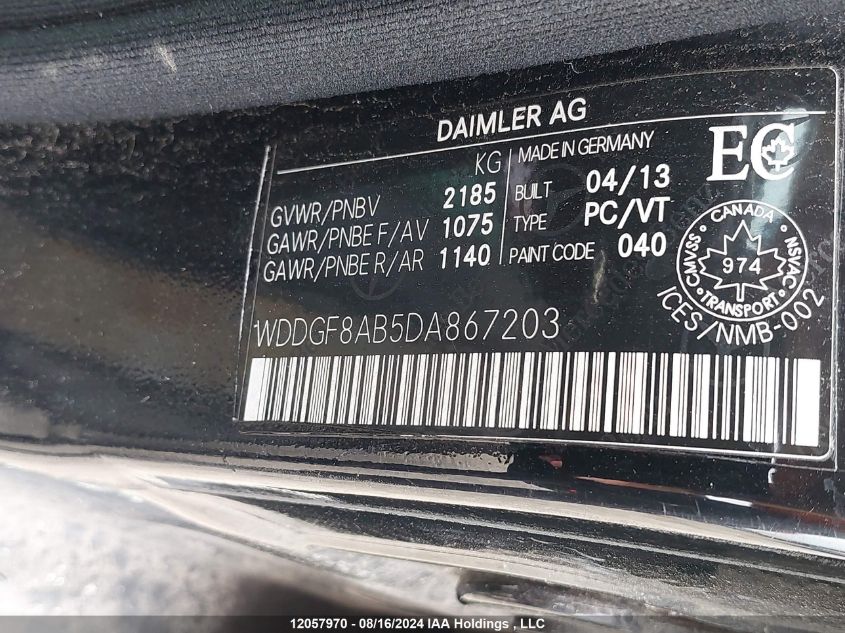 DAIMLER AG
KG
MADE IN GERMANY
GVWR/PNBV 2185
BUILT 04/13
GAWR/PNBE F/AV 1075
TYPE PC/VT
GAWR/PNBE R/AR 1140
PAINT CODE 040
EC
CANADA
CMVSS 974 NSVAC
TRANSPORT
ICES/NMB-002
WDDGF8AB5DA867203
12057970 - 08/16/2024 IAA Holdings , LLC